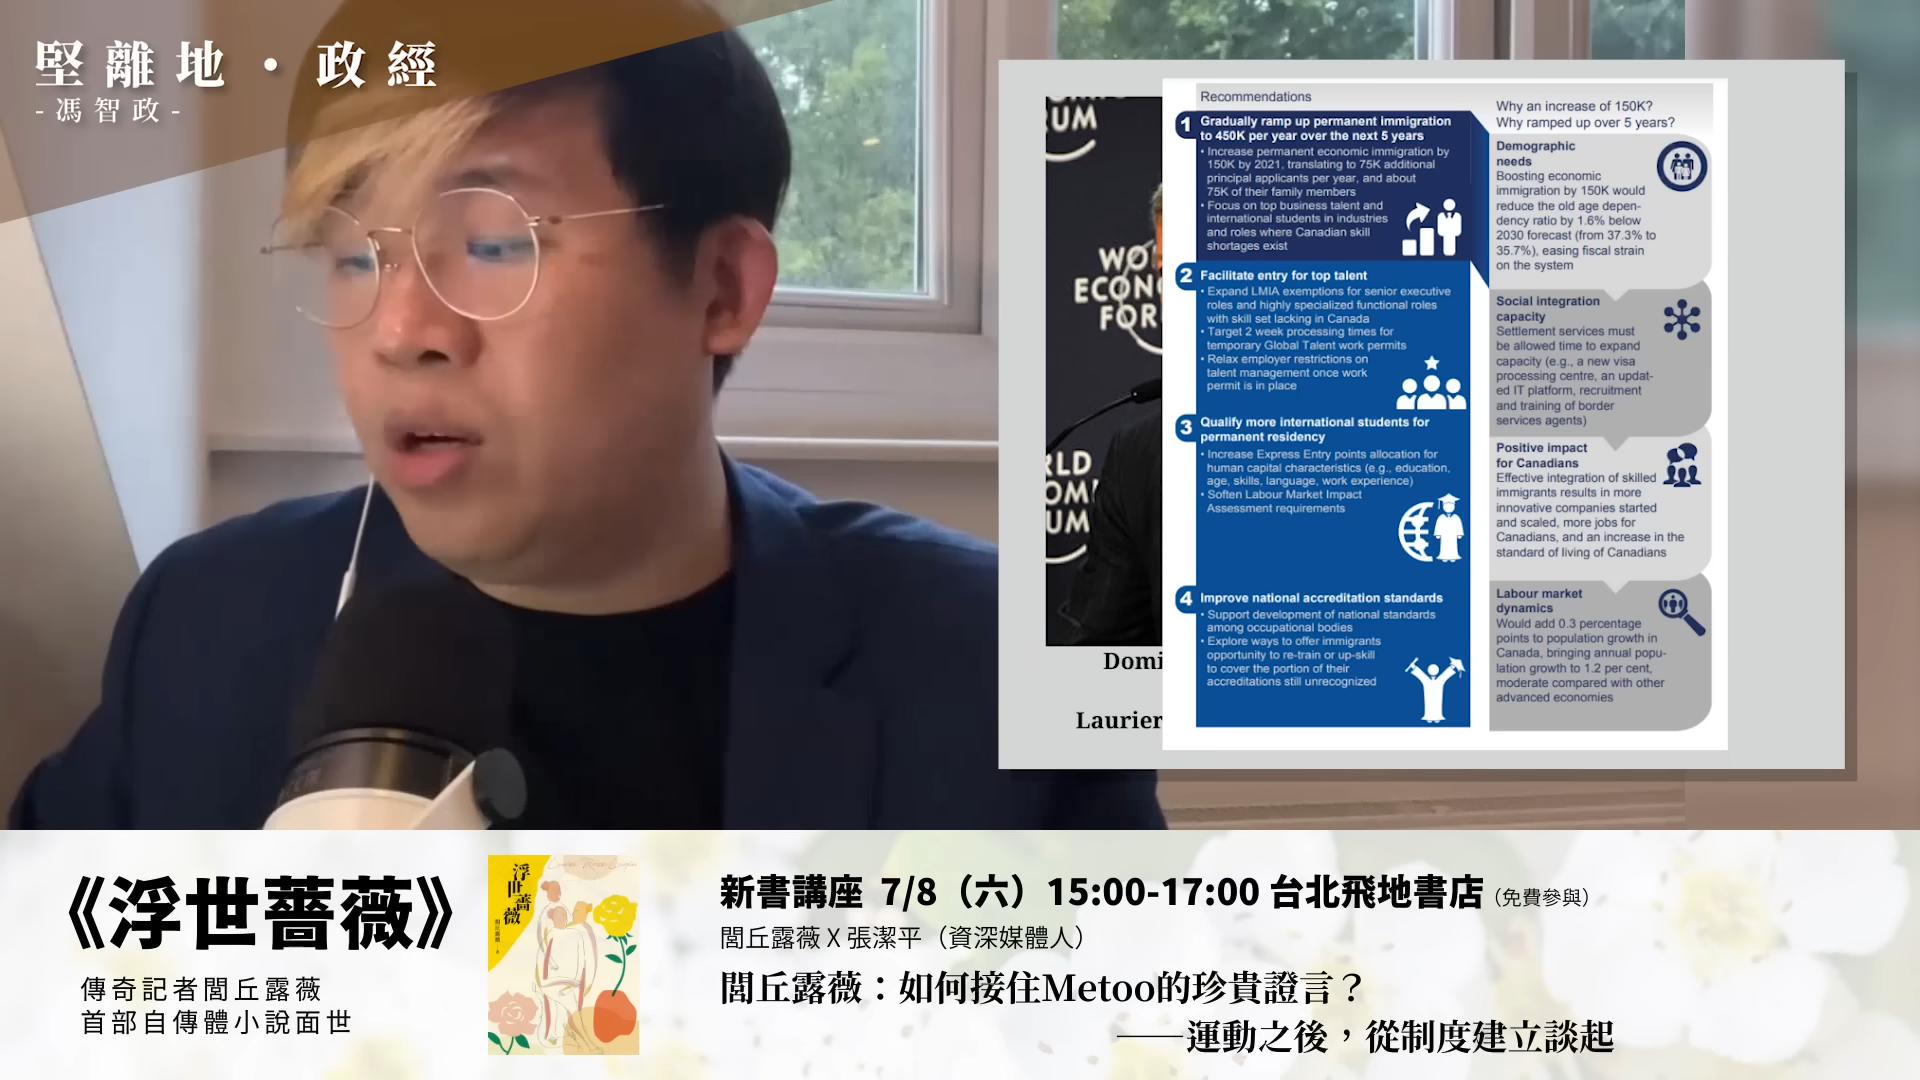 堅離地・政經
-馮智政-
UM
WO
ECON
FOR
RLD
OM
UM
Domi
Laurier
Recommendations
1
Gradually ramp up permanent immigration
to 450K per year over the next 5 years
• Increase permanent economic immigration by
150K by 2021, translating to 75K additional
principal applicants per year, and about
75K of their family members
• Focus on top business talent and
international students in industries
and roles where Canadian skill
shortages exist
2
Facilitate entry for top talent
• Expand LMIA exemptions for senior executive
roles and highly specialized functional roles
with skill set lacking in Canada
• Target 2 week processing times for
temporary Global Talent work permits
• Relax employer restrictions on
talent management once work
permit is in place
3
Qualify more international students for
permanent residency
• Increase Express Entry points allocation for
human capital characteristics (e.g., education,
age, skills, language, work experience)
• Soften Labour Market Impact
Assessment requirements
4
Improve national accreditation standards
• Support development of national standards
among occupational bodies
• Explore ways to offer immigrants
opportunity to re-train or up-skill
to cover the portion of their
accreditations still unrecognized
Why an increase of 150K?
Why ramped up over 5 years?
Demographic
needs
Boosting economic
immigration by 150K would
reduce the old age depen-
dency ratio by 1.6% below
2030 forecast (from 37.3% to
35.7%), easing fiscal strain
on the system
Social integration
capacity
Settlement services must
be allowed time to expand
capacity (e.g., a new visa
processing centre, an updat-
ed IT platform, recruitment
and training of border
services agents)
Positive impact
for Canadians
Effective integration of skilled
immigrants results in more
innovative companies started
and scaled, more jobs for
Canadians, and an increase in the
standard of living of Canadians
Labour market
dynamics
Would add 0.3 percentage
points to population growth in
Canada, bringing annual popu-
lation growth to 1.2 per cent,
moderate compared with other
advanced economies
《浮世薔薇》
傳奇記者閭丘露薇
首部自傳體小說面世
浮世薔薇
新書講座 7/8（六）15:00-17:00 台北飛地書店（免費參與）
閭丘露薇 X 張潔平（資深媒體人）
閭丘露薇：如何接住Metoo的珍貴證言？
——運動之後，從制度建立談起